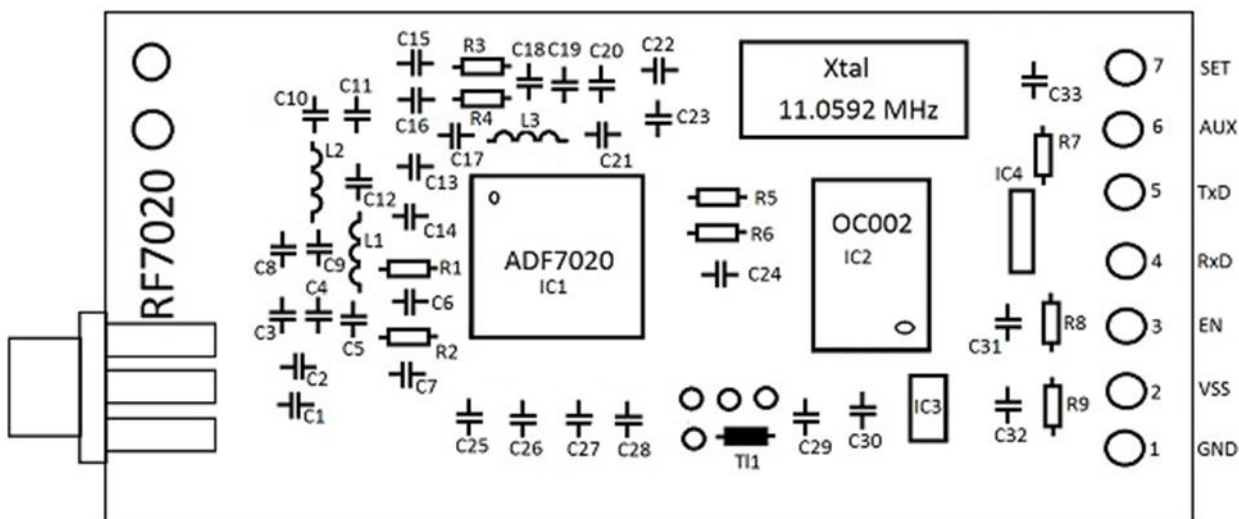 C15
R3
C18
C19
C20
C22
Xtal
11.0592 MHz
7
SET
C10
C11
C33
C16
R4
L3
C23
6
AUX
C17
C21
R7
L2
C13
IC4
C12
5
TxD
R5
C14
OC002
IC2
R6
L1
RF7020
C8
C9
R1
ADF7020
IC1
C24
4
RxD
C4
C6
C3
C5
R2
C31
R8
3
EN
C2
C7
VSS
2
C1
IC3
R9
C25
C26
C27
C28
TI1
C29
C30
C32
1
GND